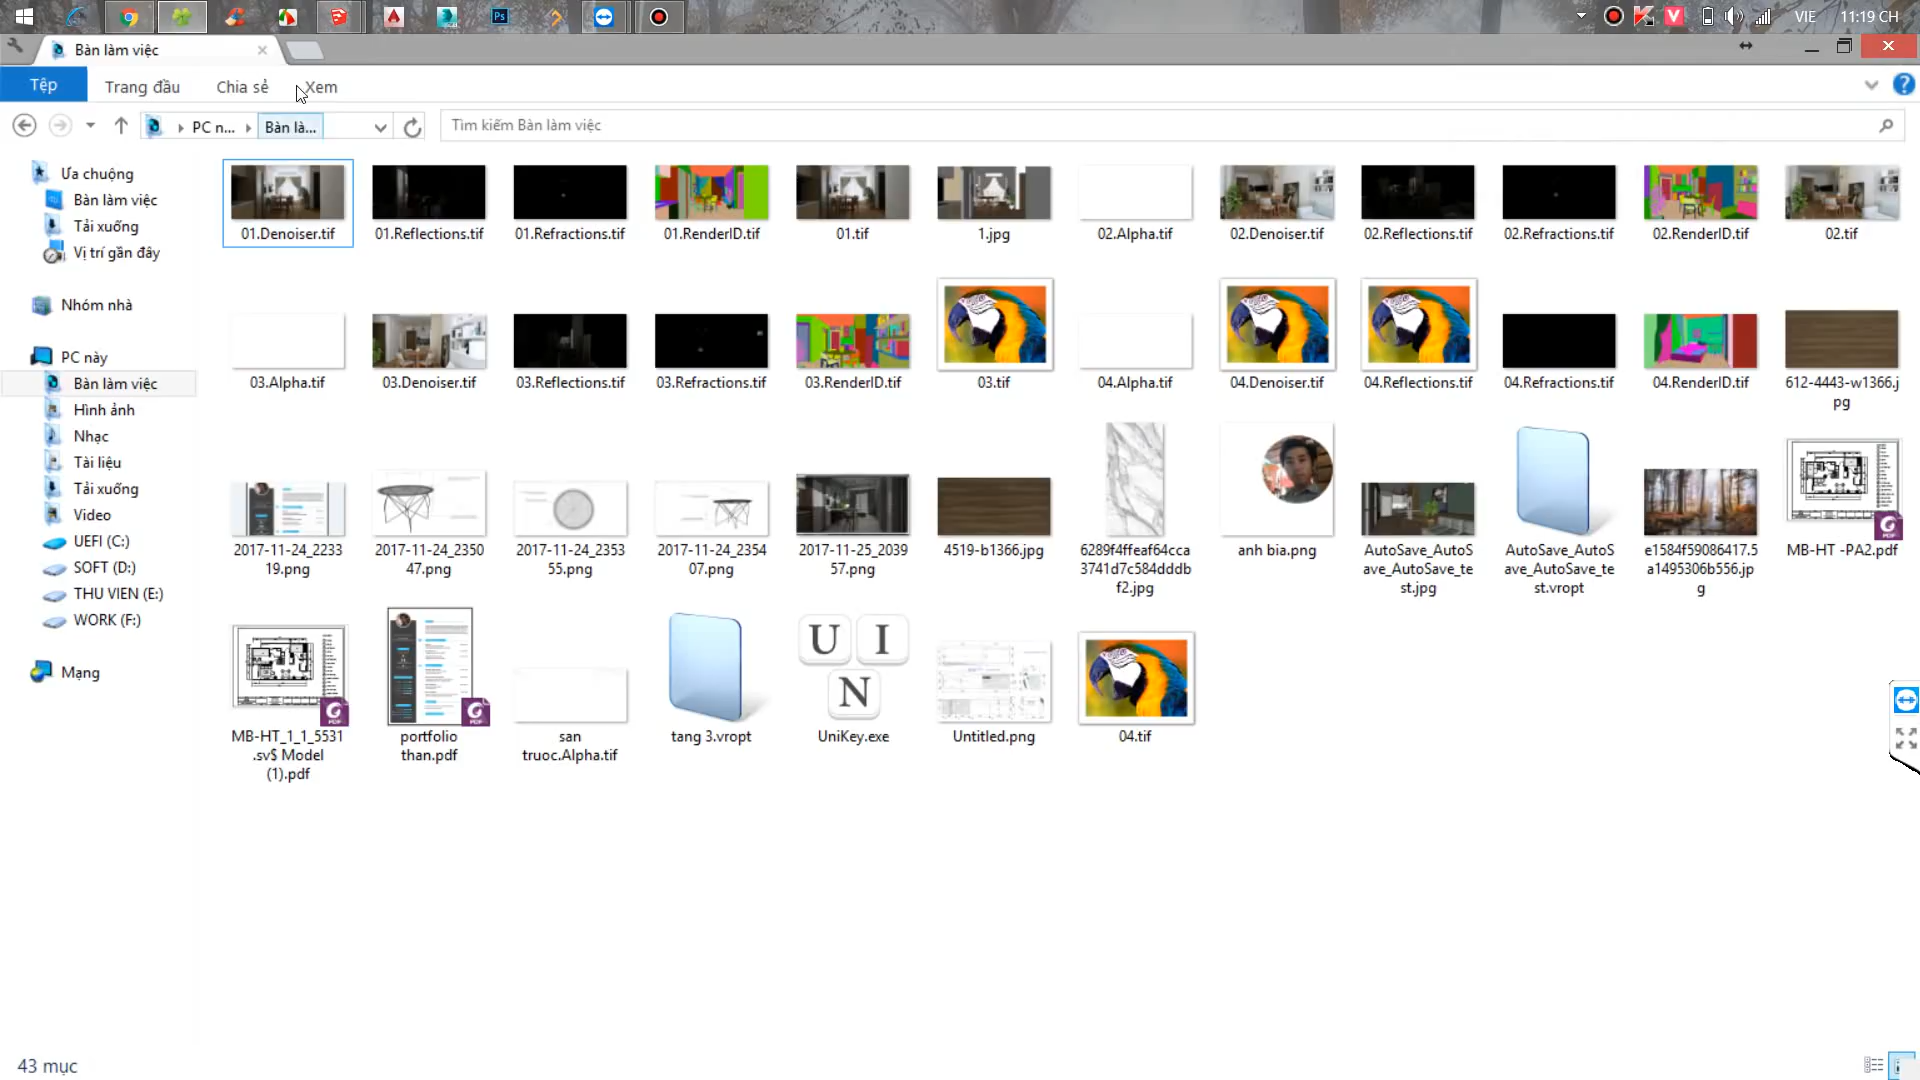 VIE
11:19 CH
Bàn làm việc
Tệp
Trang đầu
Chia sẻ
Xem
PC n...
Bàn là...
Tìm kiếm Bàn làm việc
Ưa chuộng
Bàn làm việc
Tải xuống
Vị trí gần đây
Nhóm nhà
PC này
Bàn làm việc
Hình ảnh
Nhạc
Tài liệu
Tải xuống
Video
UEFI (C:)
SOFT (D:)
THU VIEN (E:)
WORK (F:)
Mạng
01.Denoiser.tif
01.Reflections.tif
01.Refractions.tif
01.RenderID.tif
01.tif
1.jpg
02.Alpha.tif
02.Denoiser.tif
02.Reflections.tif
02.Refractions.tif
02.RenderID.tif
02.tif
03.Alpha.tif
03.Denoiser.tif
03.Reflections.tif
03.Refractions.tif
03.RenderID.tif
03.tif
04.Alpha.tif
04.Denoiser.tif
04.Reflections.tif
04.Refractions.tif
04.RenderID.tif
612-4443-w1366.j
pg
2017-11-24_2233
19.png
2017-11-24_2350
47.png
2017-11-24_2353
55.png
2017-11-24_2354
07.png
2017-11-25_2039
57.png
4519-b1366.jpg
6289f4ffeaf64cca
3741d7c584dddb
f2.jpg
anh bia.png
AutoSave_AutoS
ave_AutoSave_te
st.jpg
AutoSave_AutoS
ave_AutoSave_te
st.vropt
e1584f59086417.5
a1495306b556.jp
g
MB-HT -PA2.pdf
MB-HT_1_1_5531
.sv$ Model
(1).pdf
portfolio
than.pdf
san
truoc.Alpha.tif
tang 3.vropt
U I
N
UniKey.exe
Untitled.png
04.tif
43 mục